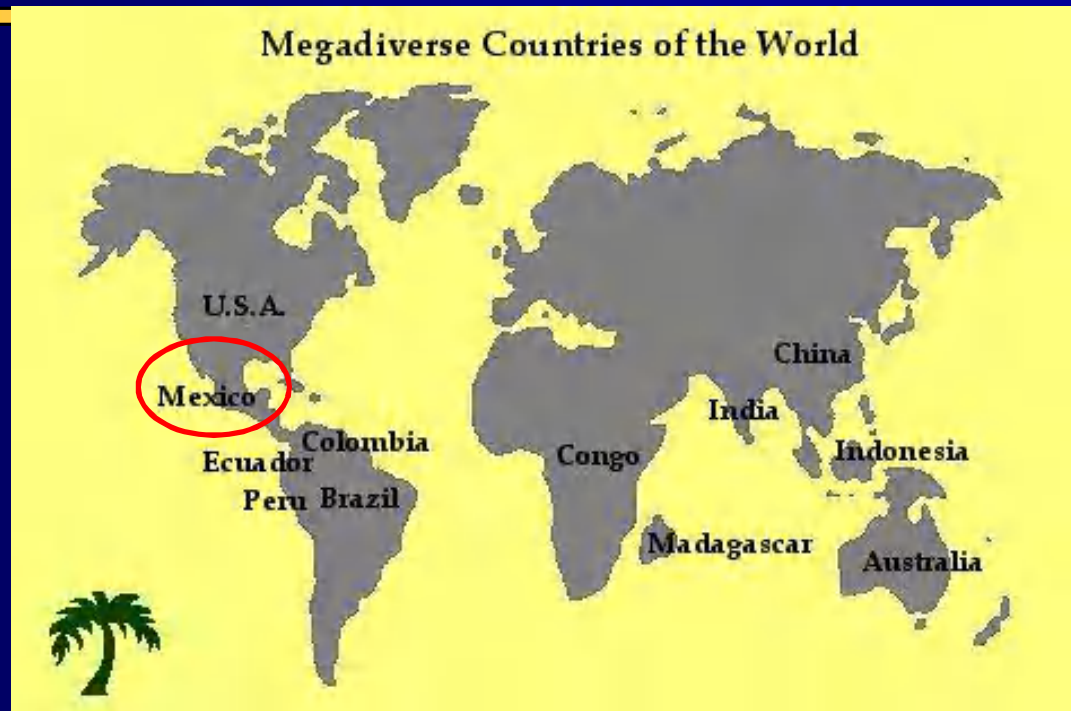 Megadiverse Countries of the World
U.S.A.
China
Mexico
India
Colombia
Indonesia
Ecuador
Congo
Peru
Brazil
Madagascar
Australia